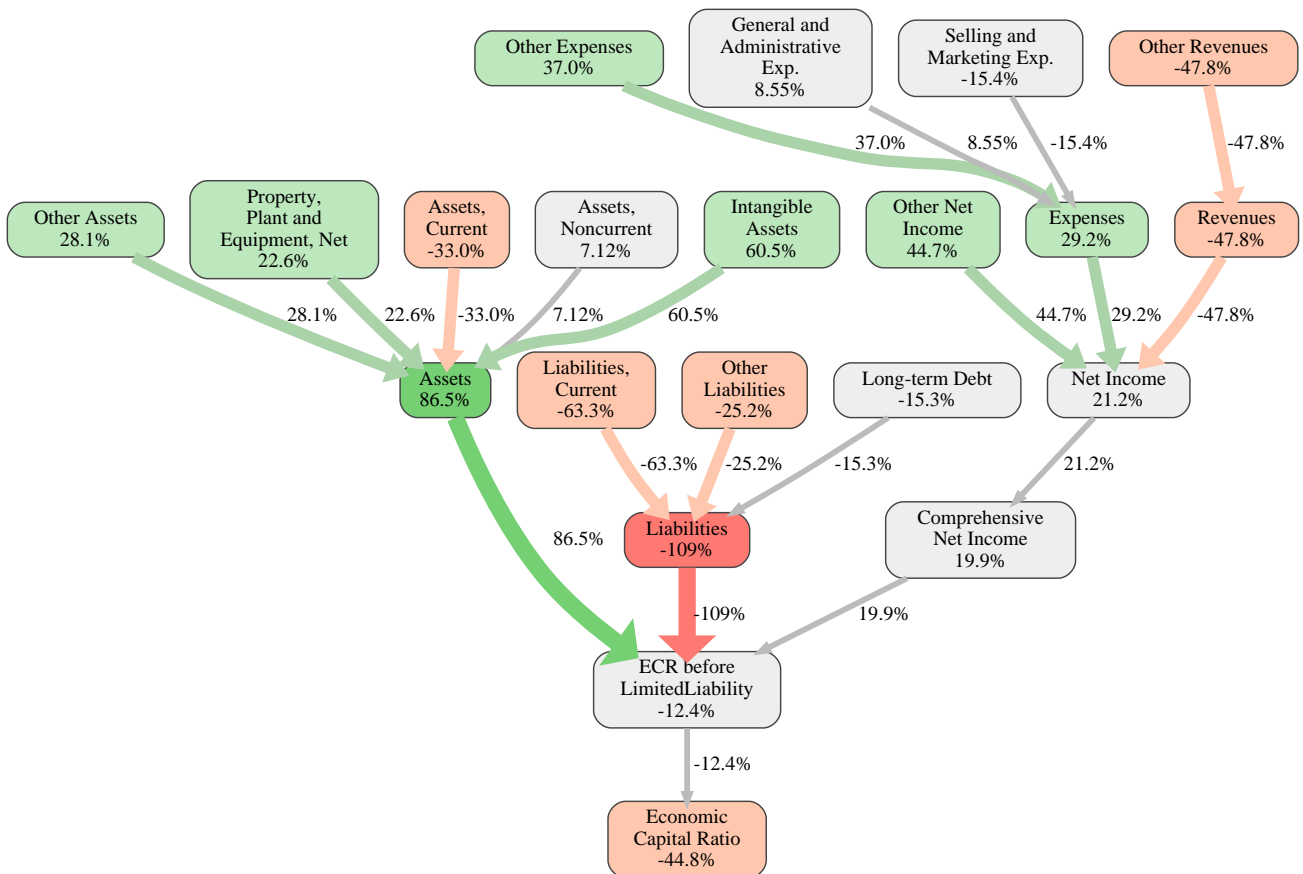 Other Expenses
37.0%
General and
Administrative
Exp.
8.55%
Selling and
Marketing Exp.
-15.4%
Other Revenues
-47.8%
37.0%
8.55%
-15.4%
-47.8%
Other Assets
28.1%
Property,
Plant and
Equipment, Net
22.6%
Assets,
Current
-33.0%
Assets,
Noncurrent
7.12%
Intangible
Assets
60.5%
Other Net
Income
44.7%
Expenses
29.2%
Revenues
-47.8%
28.1%
22.6%
-33.0%
7.12%
60.5%
44.7%
29.2%
-47.8%
Assets
86.5%
Liabilities,
Current
-63.3%
Other
Liabilities
-25.2%
Long-term Debt
-15.3%
Net Income
21.2%
-63.3%
-25.2%
-15.3%
21.2%
86.5%
Liabilities
-109%
Comprehensive
Net Income
19.9%
-109%
19.9%
ECR before
LimitedLiability
-12.4%
-12.4%
Economic
Capital Ratio
-44.8%